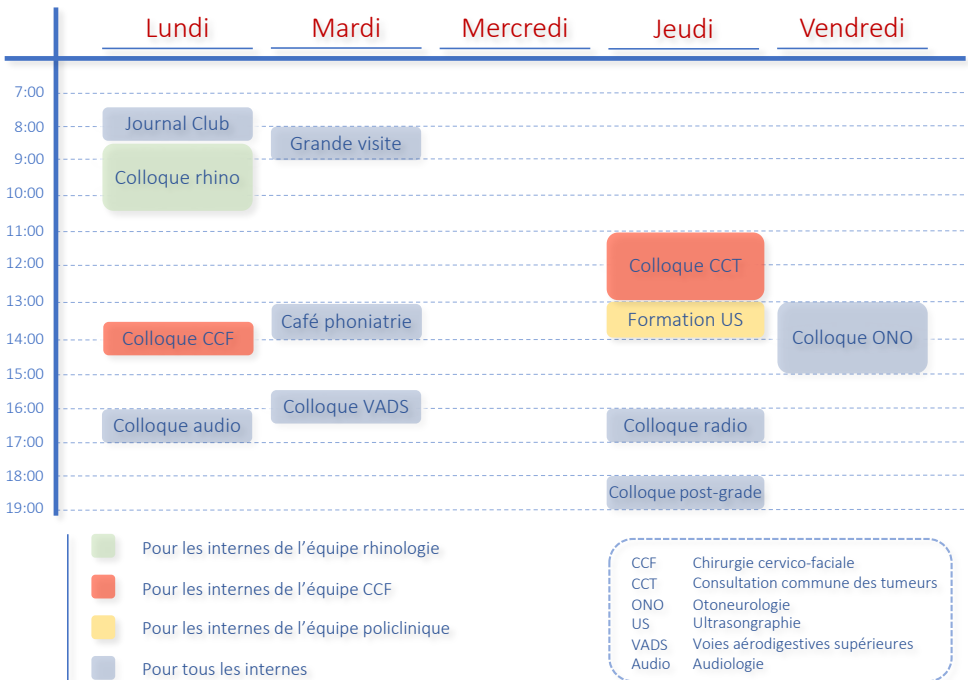 Lundi Mardi Mercredi Jeudi Vendredi
7:00
Journal Club
8:00
Grande visite
9:00
Colloque rhino
10:00
11:00
12:00 Colloque CCT
13:00
Café phoniatrie Formation US
14:00 Colloque CCF Colloque ONO
15:00
16:00 Colloque VADS
Colloque audio Colloque radio
17:00
18:00
Colloque post-grade
19:00
Pour les internes de l’équipe rhinologie
Pour les internes de l’équipe CCF
Pour les internes de l’équipe policlinique
Pour tous les internes
CCF Chirurgie cervico-faciale
CCT Consultation commune des tumeurs
ONO Otoneurologie
US Ultrasongraphie
VADS Voies aérodigestives supérieures
Audio Audiologie